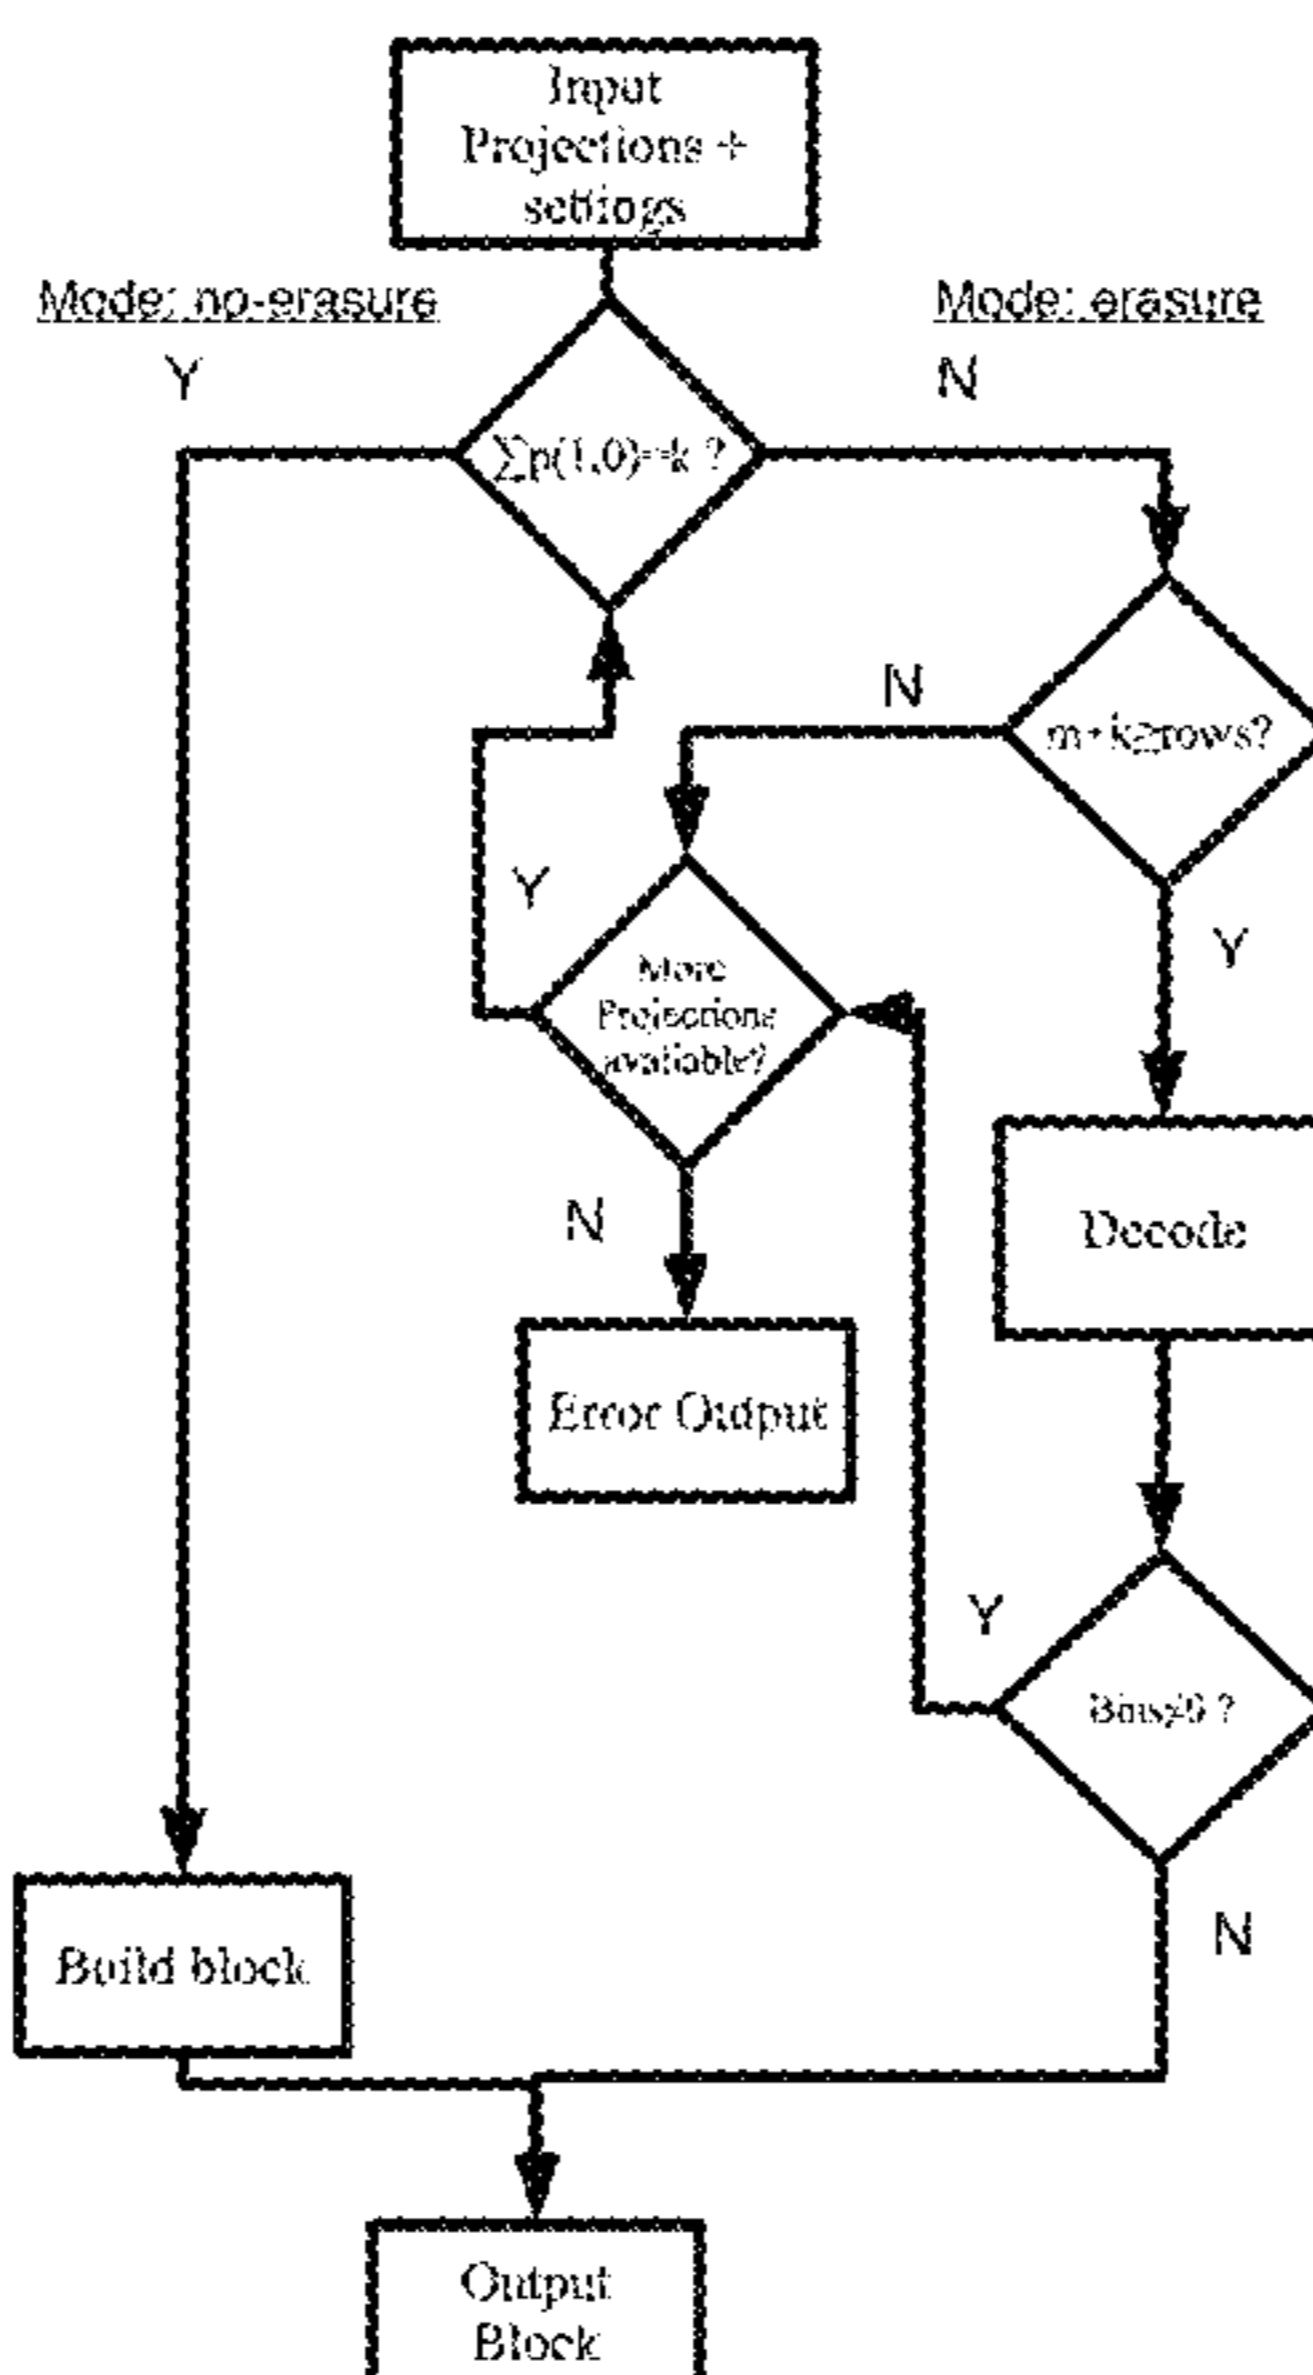 Input
Projections +
settings
Mode: no-erasure
Mode: erasure
Y
N
∑p(1,0)==k ?
N
m+k≥rows?
Y
Y
More
Projections
available?
N
Decode
Error Output
Y
Bins≠0 ?
N
Build block
Output
Block